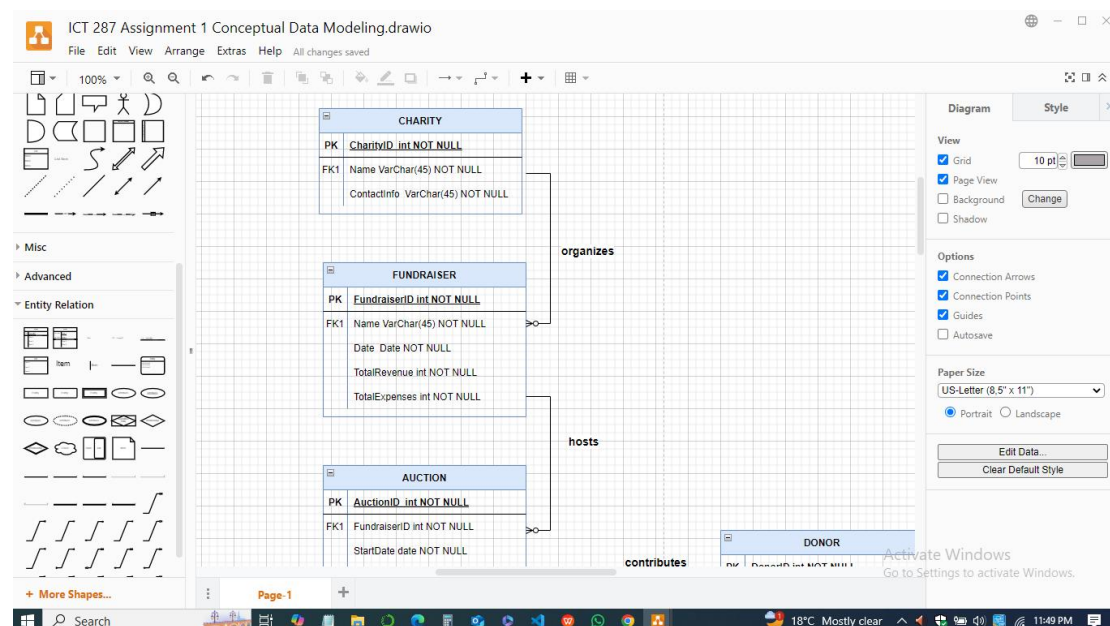 ICT 287 Assignment 1 Conceptual Data Modeling.drawio
File Edit View Arrange Extras Help All changes saved
100%
Diagram Style
View
Grid 10 pt
Page View
Background Change
Shadow
Options
Connection Arrows
Connection Points
Guides
Autosave
Paper Size
US-Letter (8,5" x 11")
Portrait Landscape
Edit Data...
Clear Default Style
Misc
Advanced
Entity Relation
Item
+ More Shapes...
CHARITY
PK CharityID int NOT NULL
FK1 Name VarChar(45) NOT NULL
ContactInfo VarChar(45) NOT NULL
organizes
FUNDRAISER
PK FundraiserID int NOT NULL
FK1 Name VarChar(45) NOT NULL
Date Date NOT NULL
TotalRevenue int NOT NULL
TotalExpenses int NOT NULL
hosts
AUCTION
PK AuctionID int NOT NULL
FK1 FundraiserID int NOT NULL
StartDate date NOT NULL
contributes
DONOR
PK DonorID int NOT NULL
Activate Windows
Go to Settings to activate Windows.
Page-1
Search
18°C Mostly clear
11:49 PM